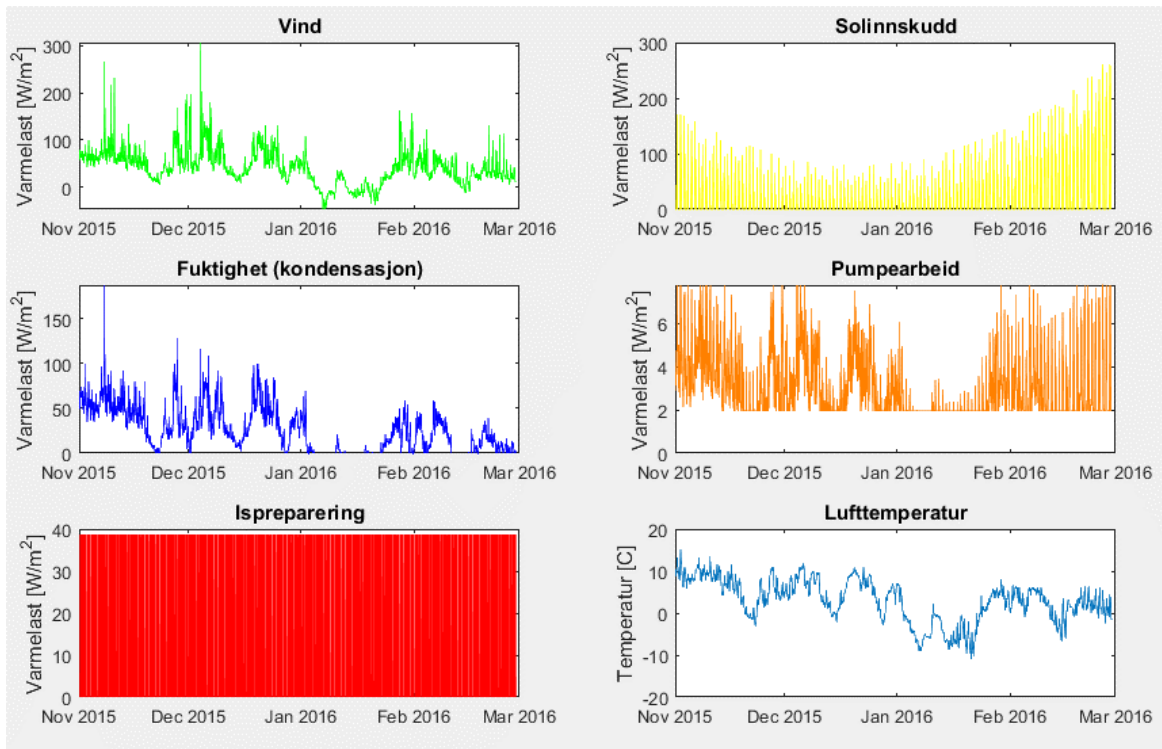 Vind
Varmelast [W/m²]
300
200
100
0
Nov 2015 Dec 2015 Jan 2016 Feb 2016 Mar 2016
Solinnskudd
Varmelast [W/m²]
300
200
100
0
Nov 2015 Dec 2015 Jan 2016 Feb 2016 Mar 2016
Fuktighet (kondensasjon)
Varmelast [W/m²]
150
100
50
0
Nov 2015 Dec 2015 Jan 2016 Feb 2016 Mar 2016
Pumpearbeid
Varmelast [W/m²]
6
4
2
0
Nov 2015 Dec 2015 Jan 2016 Feb 2016 Mar 2016
Ispreparering
Varmelast [W/m²]
40
30
20
10
0
Nov 2015 Dec 2015 Jan 2016 Feb 2016 Mar 2016
Lufttemperatur
Temperatur [C]
20
10
0
-10
-20
Nov 2015 Dec 2015 Jan 2016 Feb 2016 Mar 2016